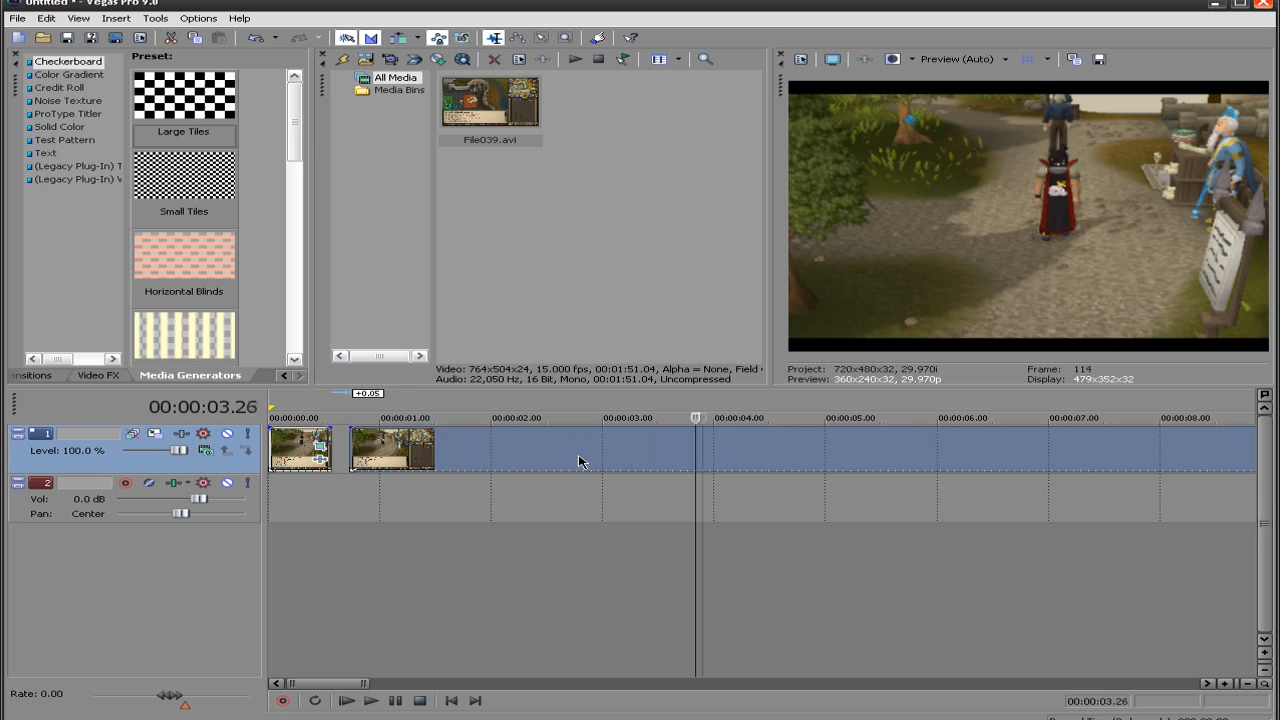 Untitled * - Vegas Pro 9.0
File Edit View Insert Tools Options Help
Checkerboard
Color Gradient
Credit Roll
Noise Texture
ProType Titler
Solid Color
Test Pattern
Text
(Legacy Plug-In) T
(Legacy Plug-In) V
Preset:
Large Tiles
Small Tiles
Horizontal Blinds
All Media
Media Bins
File039.avi
Preview (Auto)
Video: 764x504x24, 15.000 fps, 00:01:51.04, Alpha = None, Field
Audio: 22,050 Hz, 16 Bit, Mono, 00:01:51.04, Uncompressed
Project: 720x480x32, 29.970i
Preview: 360x240x32, 29.970p
Frame: 114
Display: 479x352x32
ansitions Video FX Media Generators
00:00:03.26
+0.05
00:00:00.00 00:00:01.00 00:00:02.00 00:00:03.00 00:00:04.00 00:00:05.00 00:00:06.00 00:00:07.00 00:00:08.00
1
Level: 100.0 %
2
Vol: 0.0 dB
Pan: Center
Rate: 0.00
00:00:03.26